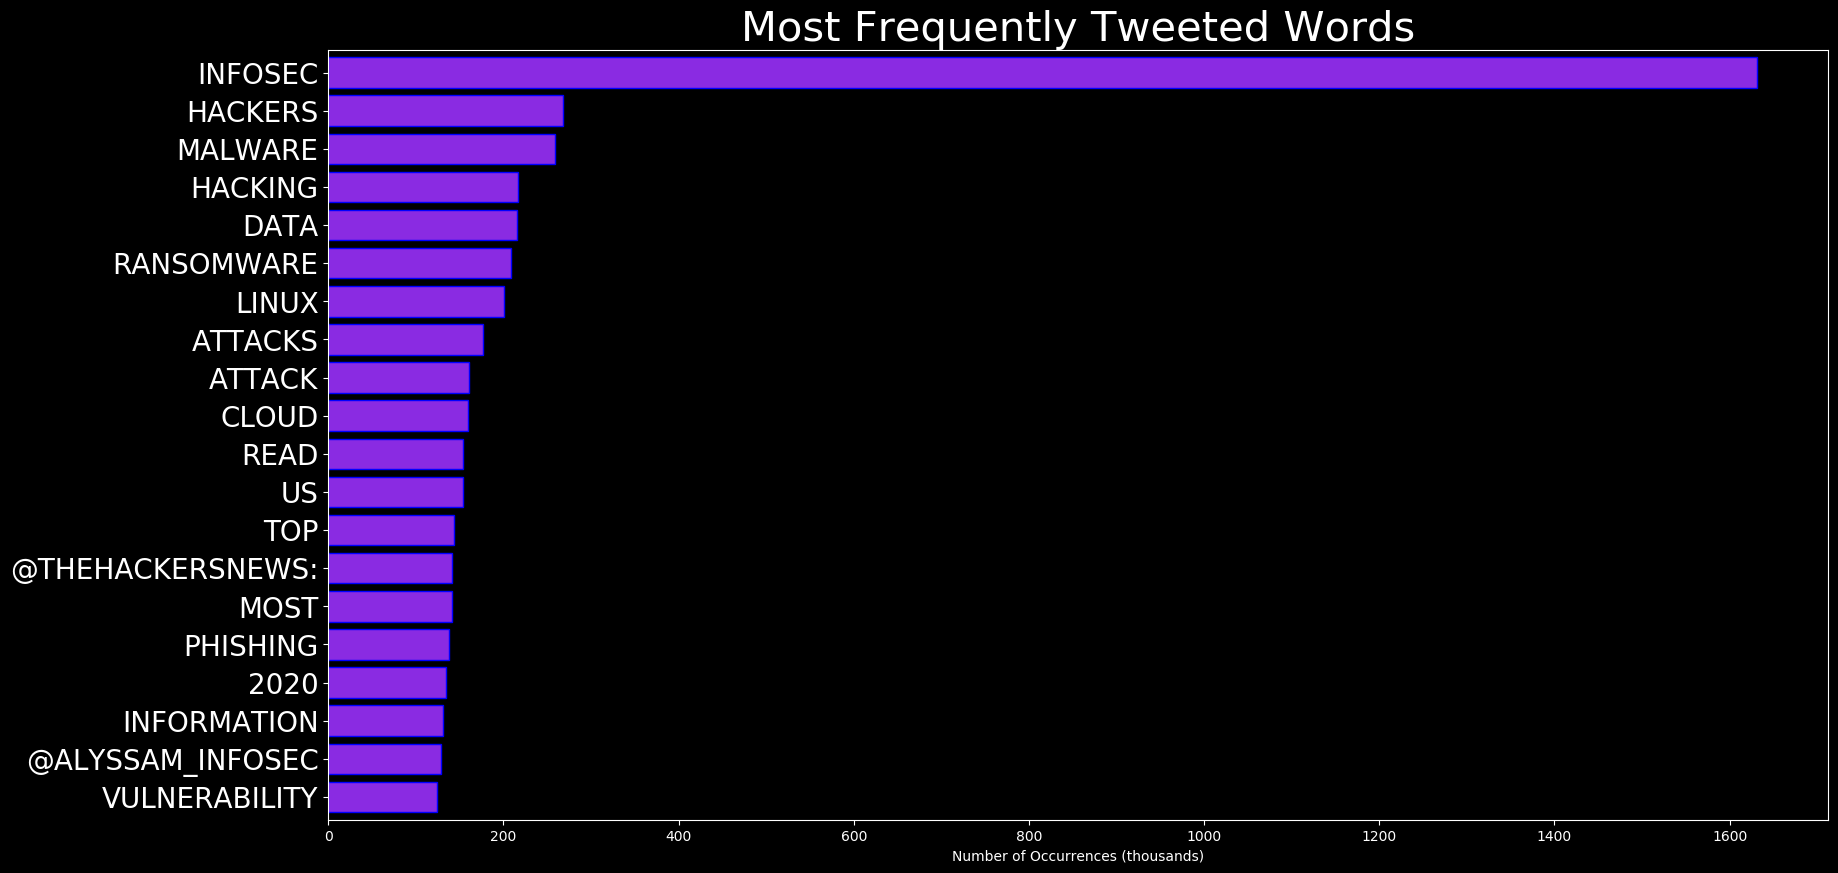 Most Frequently Tweeted Words
INFOSEC
HACKERS
MALWARE
HACKING
DATA
RANSOMWARE
LINUX
ATTACKS
ATTACK
CLOUD
READ
US
TOP
@THEHACKERSNEWS:
MOST
PHISHING
2020
INFORMATION
@ALYSSAM_INFOSEC
VULNERABILITY
0 200 400 600 800 1000 1200 1400 1600
Number of Occurrences (thousands)